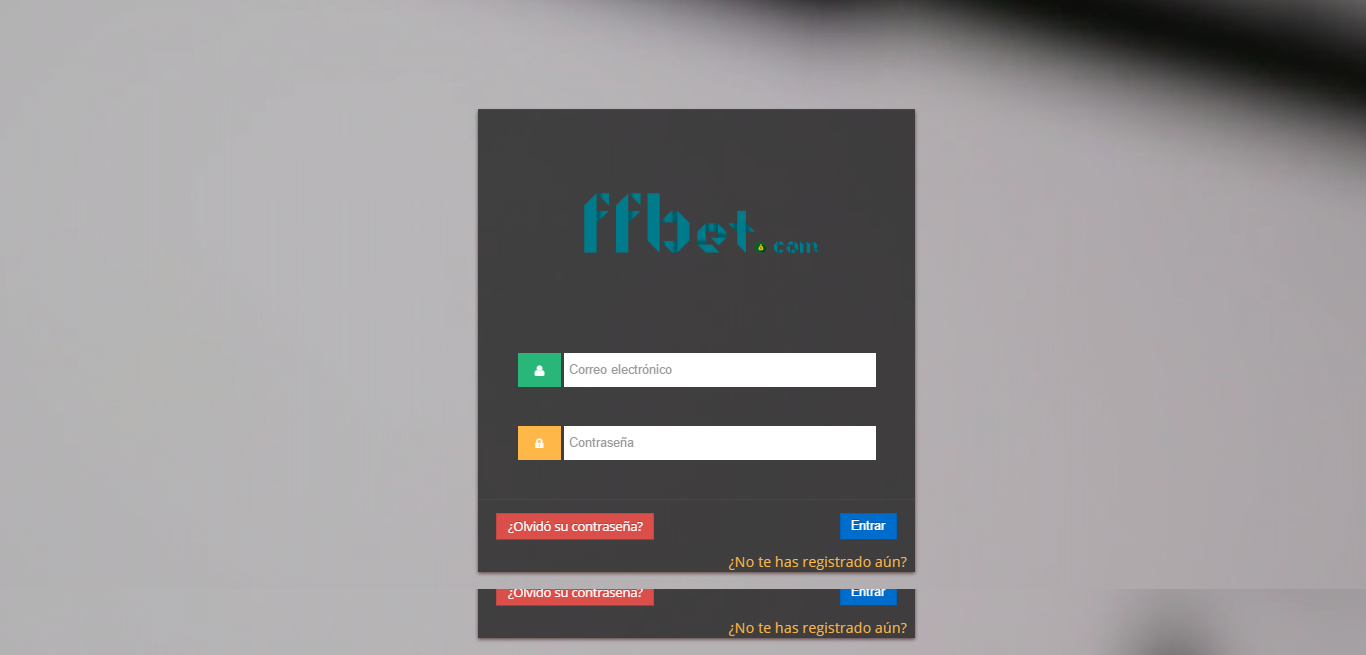 ffbet.com
Correo electrónico
Contraseña
¿Olvidó su contraseña? Entrar
¿No te has registrado aún?
¿Olvidó su contraseña? Entrar
¿No te has registrado aún?